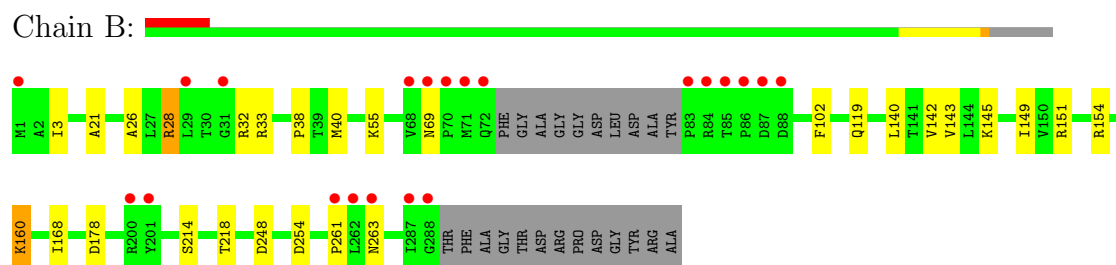 Chain B:
M1 A2 I3 A21 A26 L27 R28 L29 T30 G31 R32 R33 P38 T39 M40 K55 V68 N69 P70 M71 Q72 PHE GLY ALA GLY GLY ASP LEU ASP ALA TYR P83 R84 T85 P86 D87 D88 F102 Q119 L140 T141 V142 V143 L144 K145 I149 V150 R151 R154
K160 I168 D178 R200 Y201 S214 T218 D248 D254 P261 L262 N263 I287 G288 THR PHE ALA GLY THR ASP ARG PRO ASP GLY TYR ARG ALA